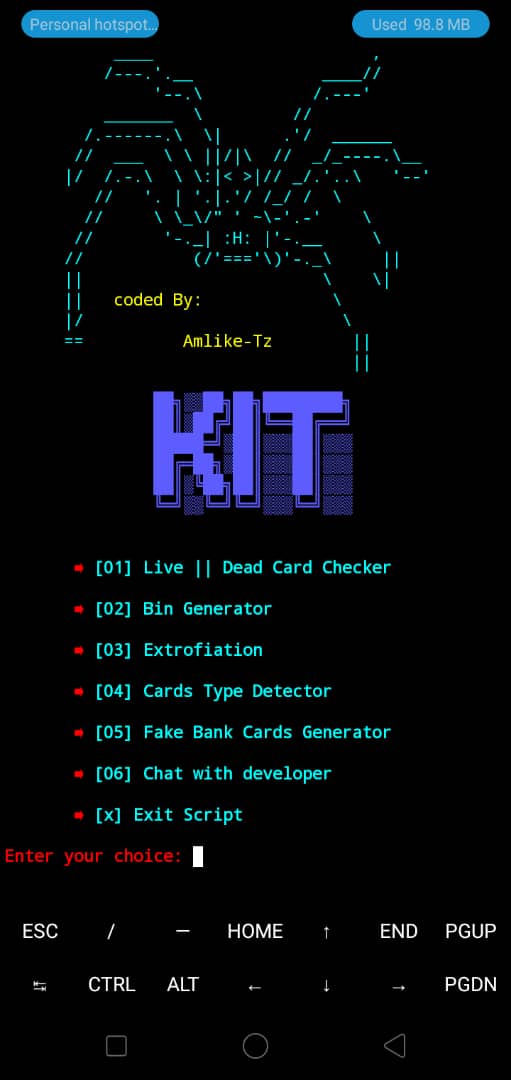 Personal hotspot...
Used 98.8 MB
coded By:
Amlike-Tz
KIT
➡ [01] Live || Dead Card Checker
➡ [02] Bin Generator
➡ [03] Extrofiation
➡ [04] Cards Type Detector
➡ [05] Fake Bank Cards Generator
➡ [06] Chat with developer
➡ [x] Exit Script
Enter your choice:
ESC / — HOME ↑ END PGUP
↹ CTRL ALT ← ↓ → PGDN